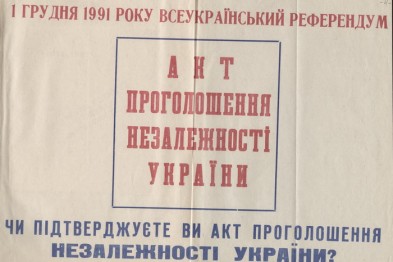 1 ГРУДНЯ 1991 РОКУ ВСЕУКРАЇНСЬКИЙ РЕФЕРЕНДУМ
АКТ
ПРОГОЛОШЕННЯ
НЕЗАЛЕЖНОСТІ
УКРАЇНИ
ЧИ ПІДТВЕРДЖУЄТЕ ВИ АКТ ПРОГОЛОШЕННЯ
НЕЗАЛЕЖНОСТІ УКРАЇНИ?